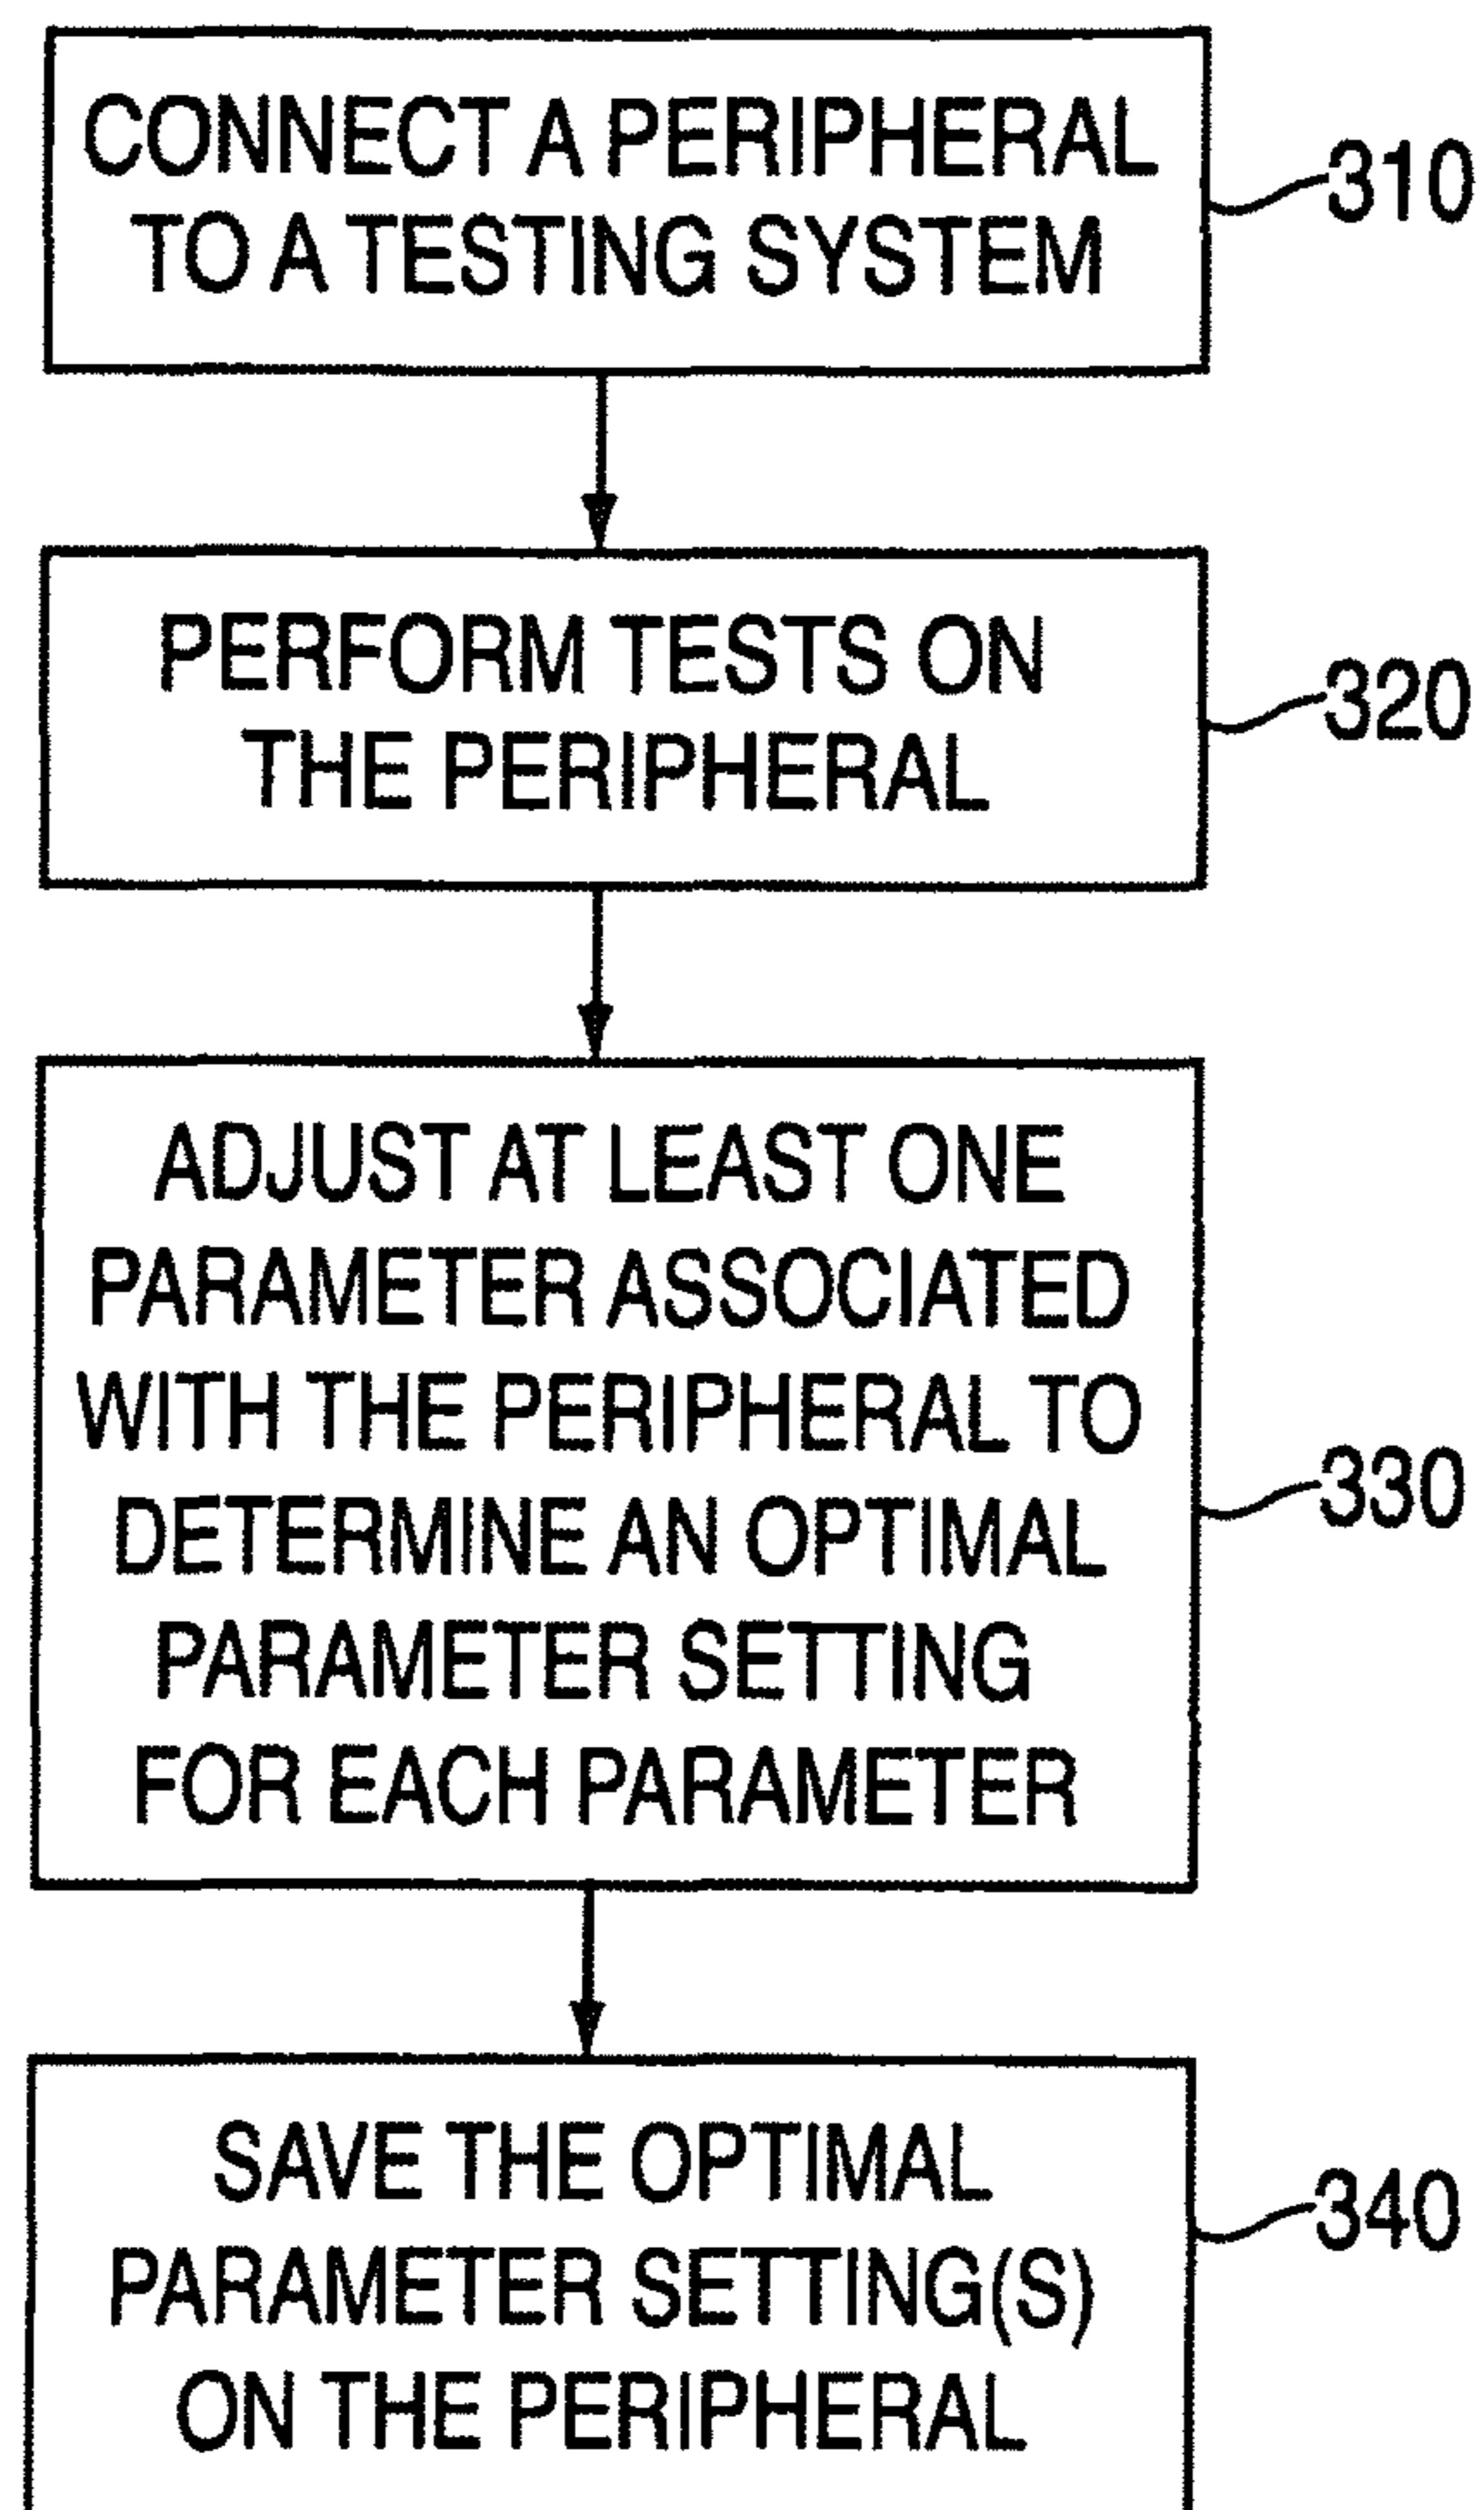 CONNECT A PERIPHERAL
TO A TESTING SYSTEM
310
PERFORM TESTS ON
THE PERIPHERAL
320
ADJUST AT LEAST ONE
PARAMETER ASSOCIATED
WITH THE PERIPHERAL TO
DETERMINE AN OPTIMAL
PARAMETER SETTING
FOR EACH PARAMETER
330
SAVE THE OPTIMAL
PARAMETER SETTING(S)
ON THE PERIPHERAL
340